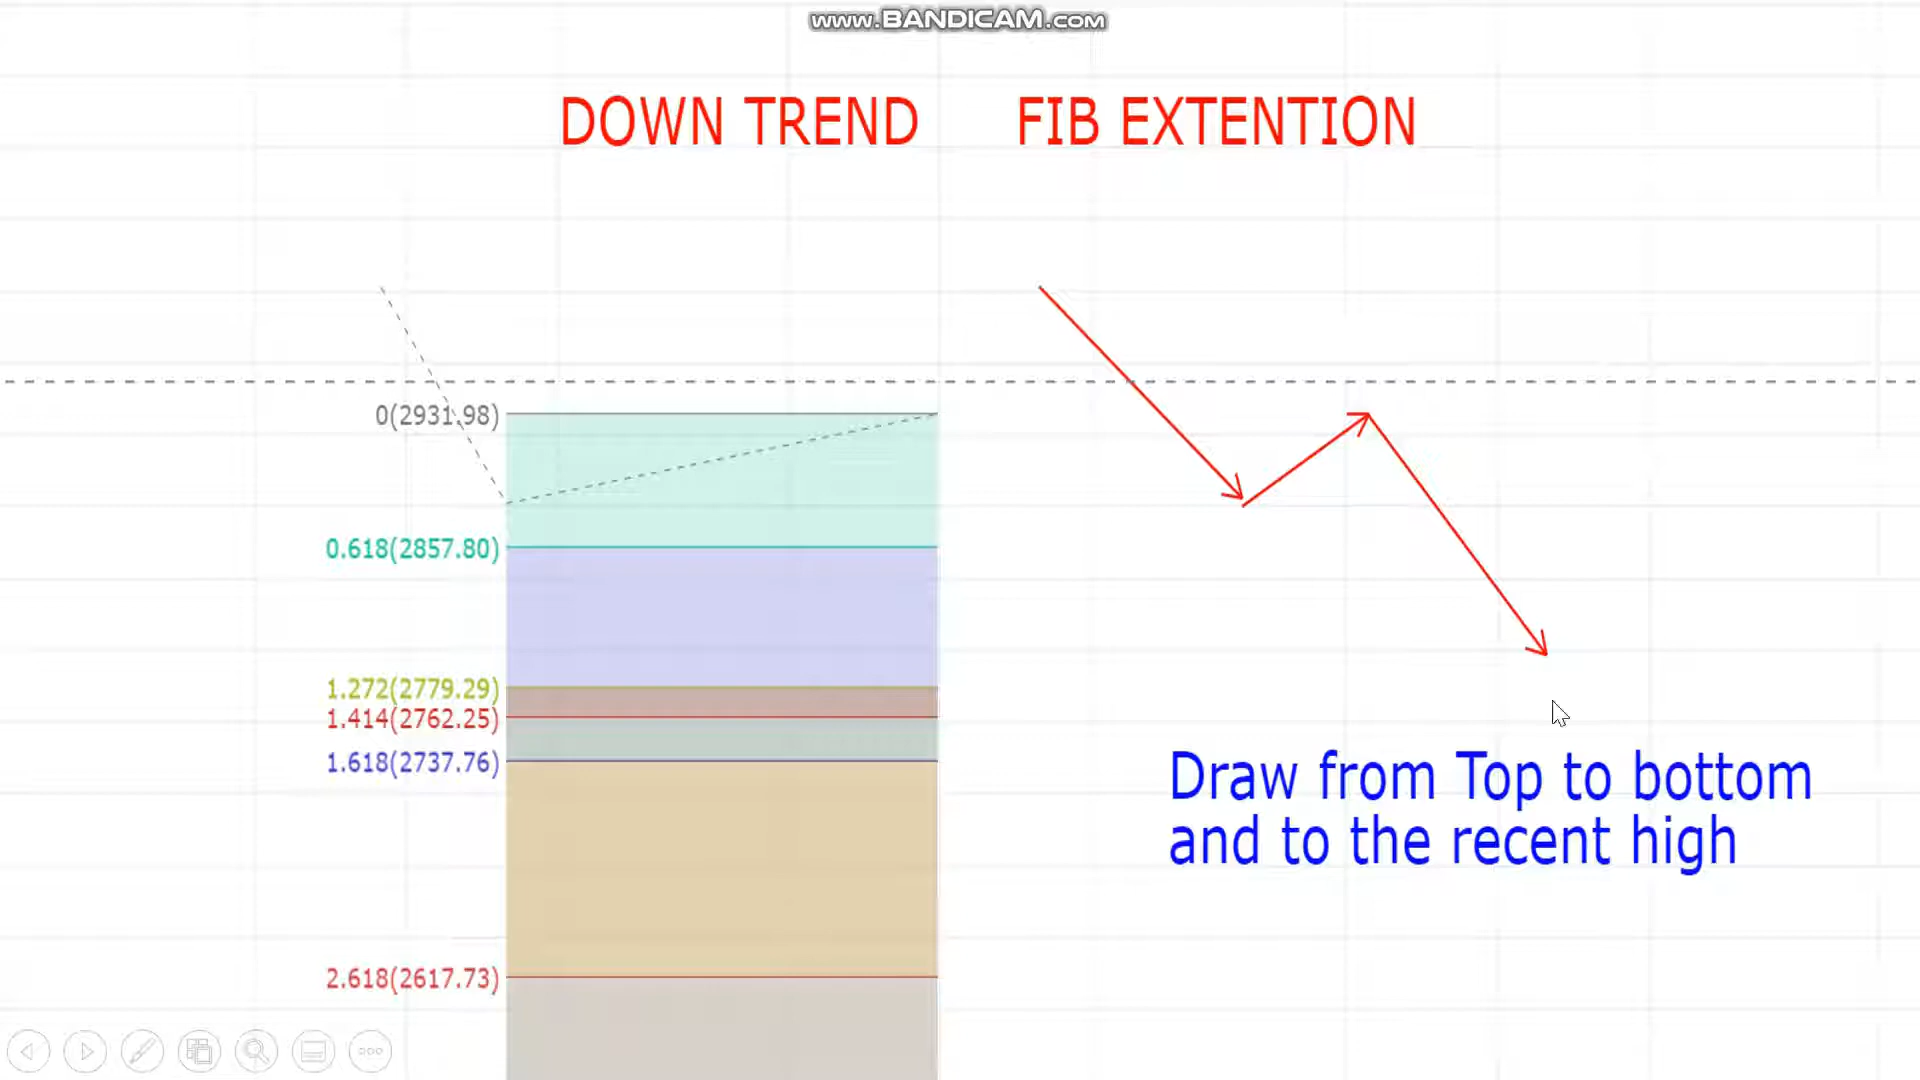 www.BANDICAM.com
DOWN TREND FIB EXTENTION
0(2931.98)
0.618(2857.80)
1.272(2779.29)
1.414(2762.25)
1.618(2737.76)
2.618(2617.73)
Draw from Top to bottom
and to the recent high